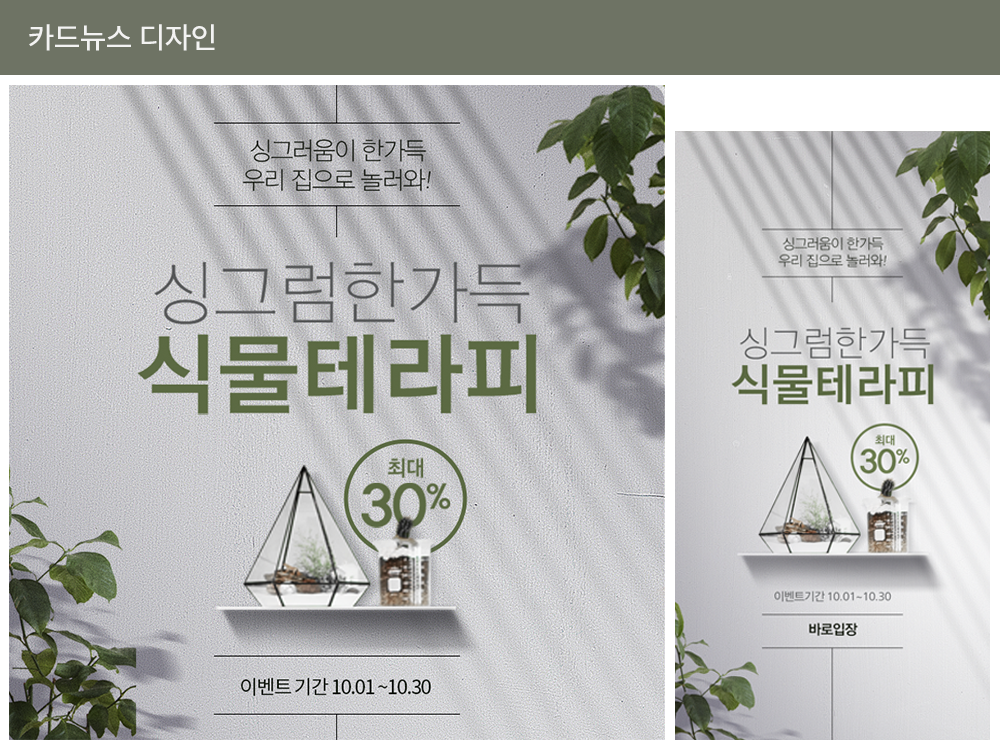 카드뉴스 디자인
싱그러움이 한가득
우리 집으로 놀러와!
싱그럼한가득
식물테라피
최대
30%
이벤트 기간 10.01 ~10.30
싱그러움이 한가득
우리 집으로 놀러와!
싱그럼한가득
식물테라피
최대
30%
이벤트기간 10.01~10.30
바로입장